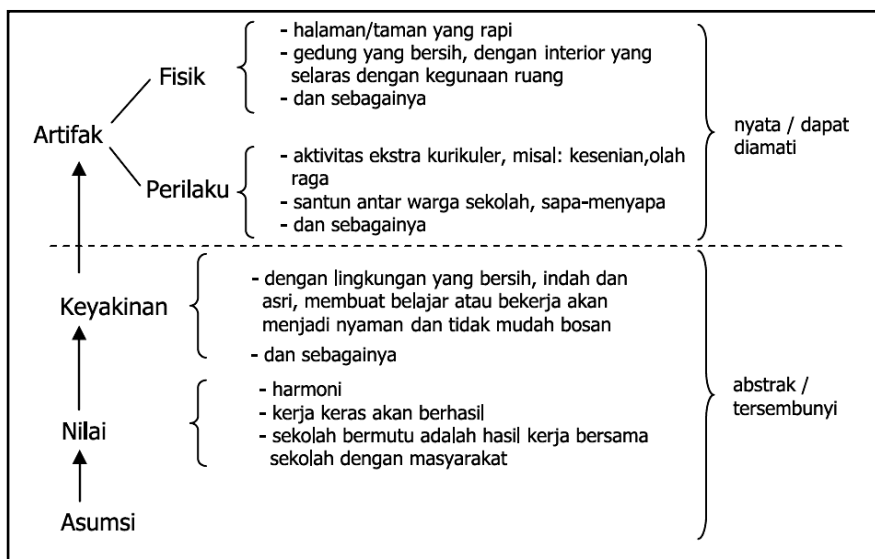 - halaman/taman yang rapi
- gedung yang bersih, dengan interior yang
selaras dengan kegunaan ruang
- dan sebagainya
Fisik
Artifak
nyata / dapat
diamati
Perilaku
- aktivitas ekstra kurikuler, misal: kesenian,olah
raga
- santun antar warga sekolah, sapa-menyapa
- dan sebagainya
Keyakinan
- dengan lingkungan yang bersih, indah dan
asri, membuat belajar atau bekerja akan
menjadi nyaman dan tidak mudah bosan
- dan sebagainya
abstrak /
tersembunyi
Nilai
- harmoni
- kerja keras akan berhasil
- sekolah bermutu adalah hasil kerja bersama
sekolah dengan masyarakat
Asumsi